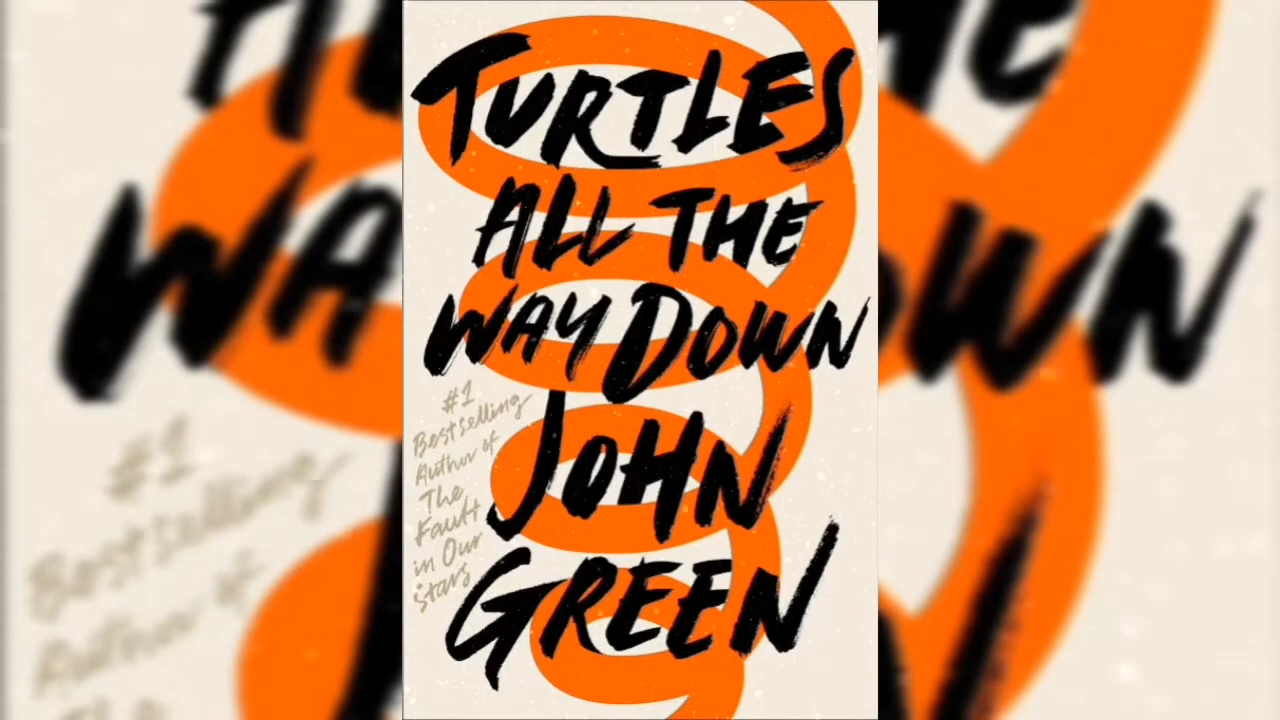 TURTLES
ALL THE
WAY DOWN
#1
Bestselling
Author of
The
Fault
in Our
Stars
JOHN
GREEN